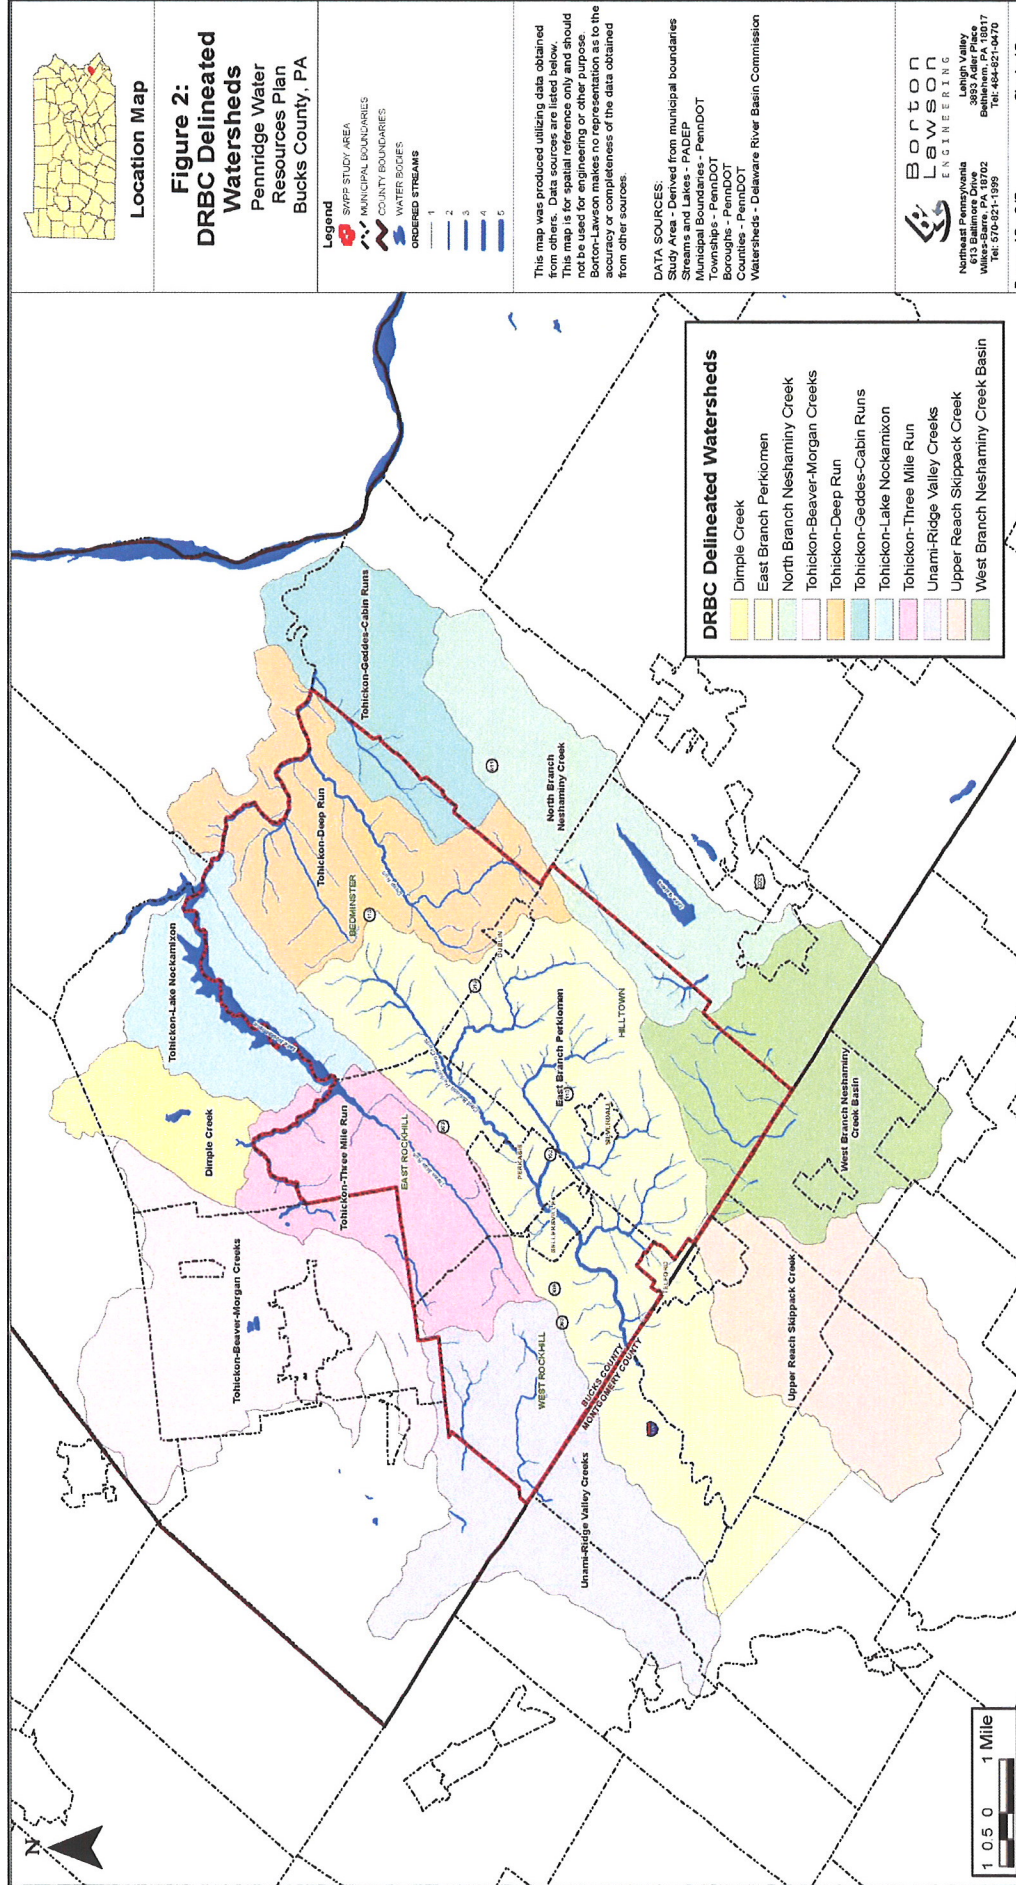 Location Map
Figure 2:
DRBC Delineated
Watersheds
Pennridge Water
Resources Plan
Bucks County, PA
Legend
SWPP STUDY AREA
MUNICIPAL BOUNDARIES
COUNTY BOUNDARIES
WATER BODIES
ORDERED STREAMS
1
2
3
4
5
This map was produced utilizing data obtained
from others. Data sources are listed below.
This map is for spatial reference only and should
not be used for engineering or other purpose.
Borton-Lawson makes no representation as to the
accuracy or completeness of the data obtained
from other sources.
DATA SOURCES:
Study Area - Derived from municipal boundaries
Streams and Lakes - PADEP
Municipal Boundaries - PennDOT
Townships - PennDOT
Boroughs - PennDOT
Counties - PennDOT
Watersheds - Delaware River Basin Commission
Borton
Lawson
ENGINEERING
Northeast Pennsylvania
613 Baltimore Drive
Wilkes-Barre, PA 18702
Tel: 570-821-1999
Lehigh Valley
3893 Adler Place
Bethlehem, PA 18017
Tel: 484-821-0470
DRBC Delineated Watersheds
Dimple Creek
East Branch Perkiomen
North Branch Neshaminy Creek
Tohickon-Beaver-Morgan Creeks
Tohickon-Deep Run
Tohickon-Geddes-Cabin Runs
Tohickon-Lake Nockamixon
Tohickon-Three Mile Run
Unami-Ridge Valley Creeks
Upper Reach Skippack Creek
West Branch Neshaminy Creek Basin
N
Tohickon-Lake Nockamixon
Dimple Creek
Tohickon-Beaver-Morgan Creeks
Tohickon-Three Mile Run
EAST ROCKHILL
Tohickon-Deep Run
BEDMINSTER
Tohickon-Geddes-Cabin Runs
DUBLIN
North Branch
Neshaminy Creek
East Branch Perkiomen
HILLTOWN
PERKASIE
SELLERSVILLE
SILVERDALE
TELFORD
WEST ROCKHILL
BUCKS COUNTY
MONTGOMERY COUNTY
Unami-Ridge Valley Creeks
West Branch Neshaminy
Creek Basin
Upper Reach Skippack Creek
1 0.5 0 1 Mile